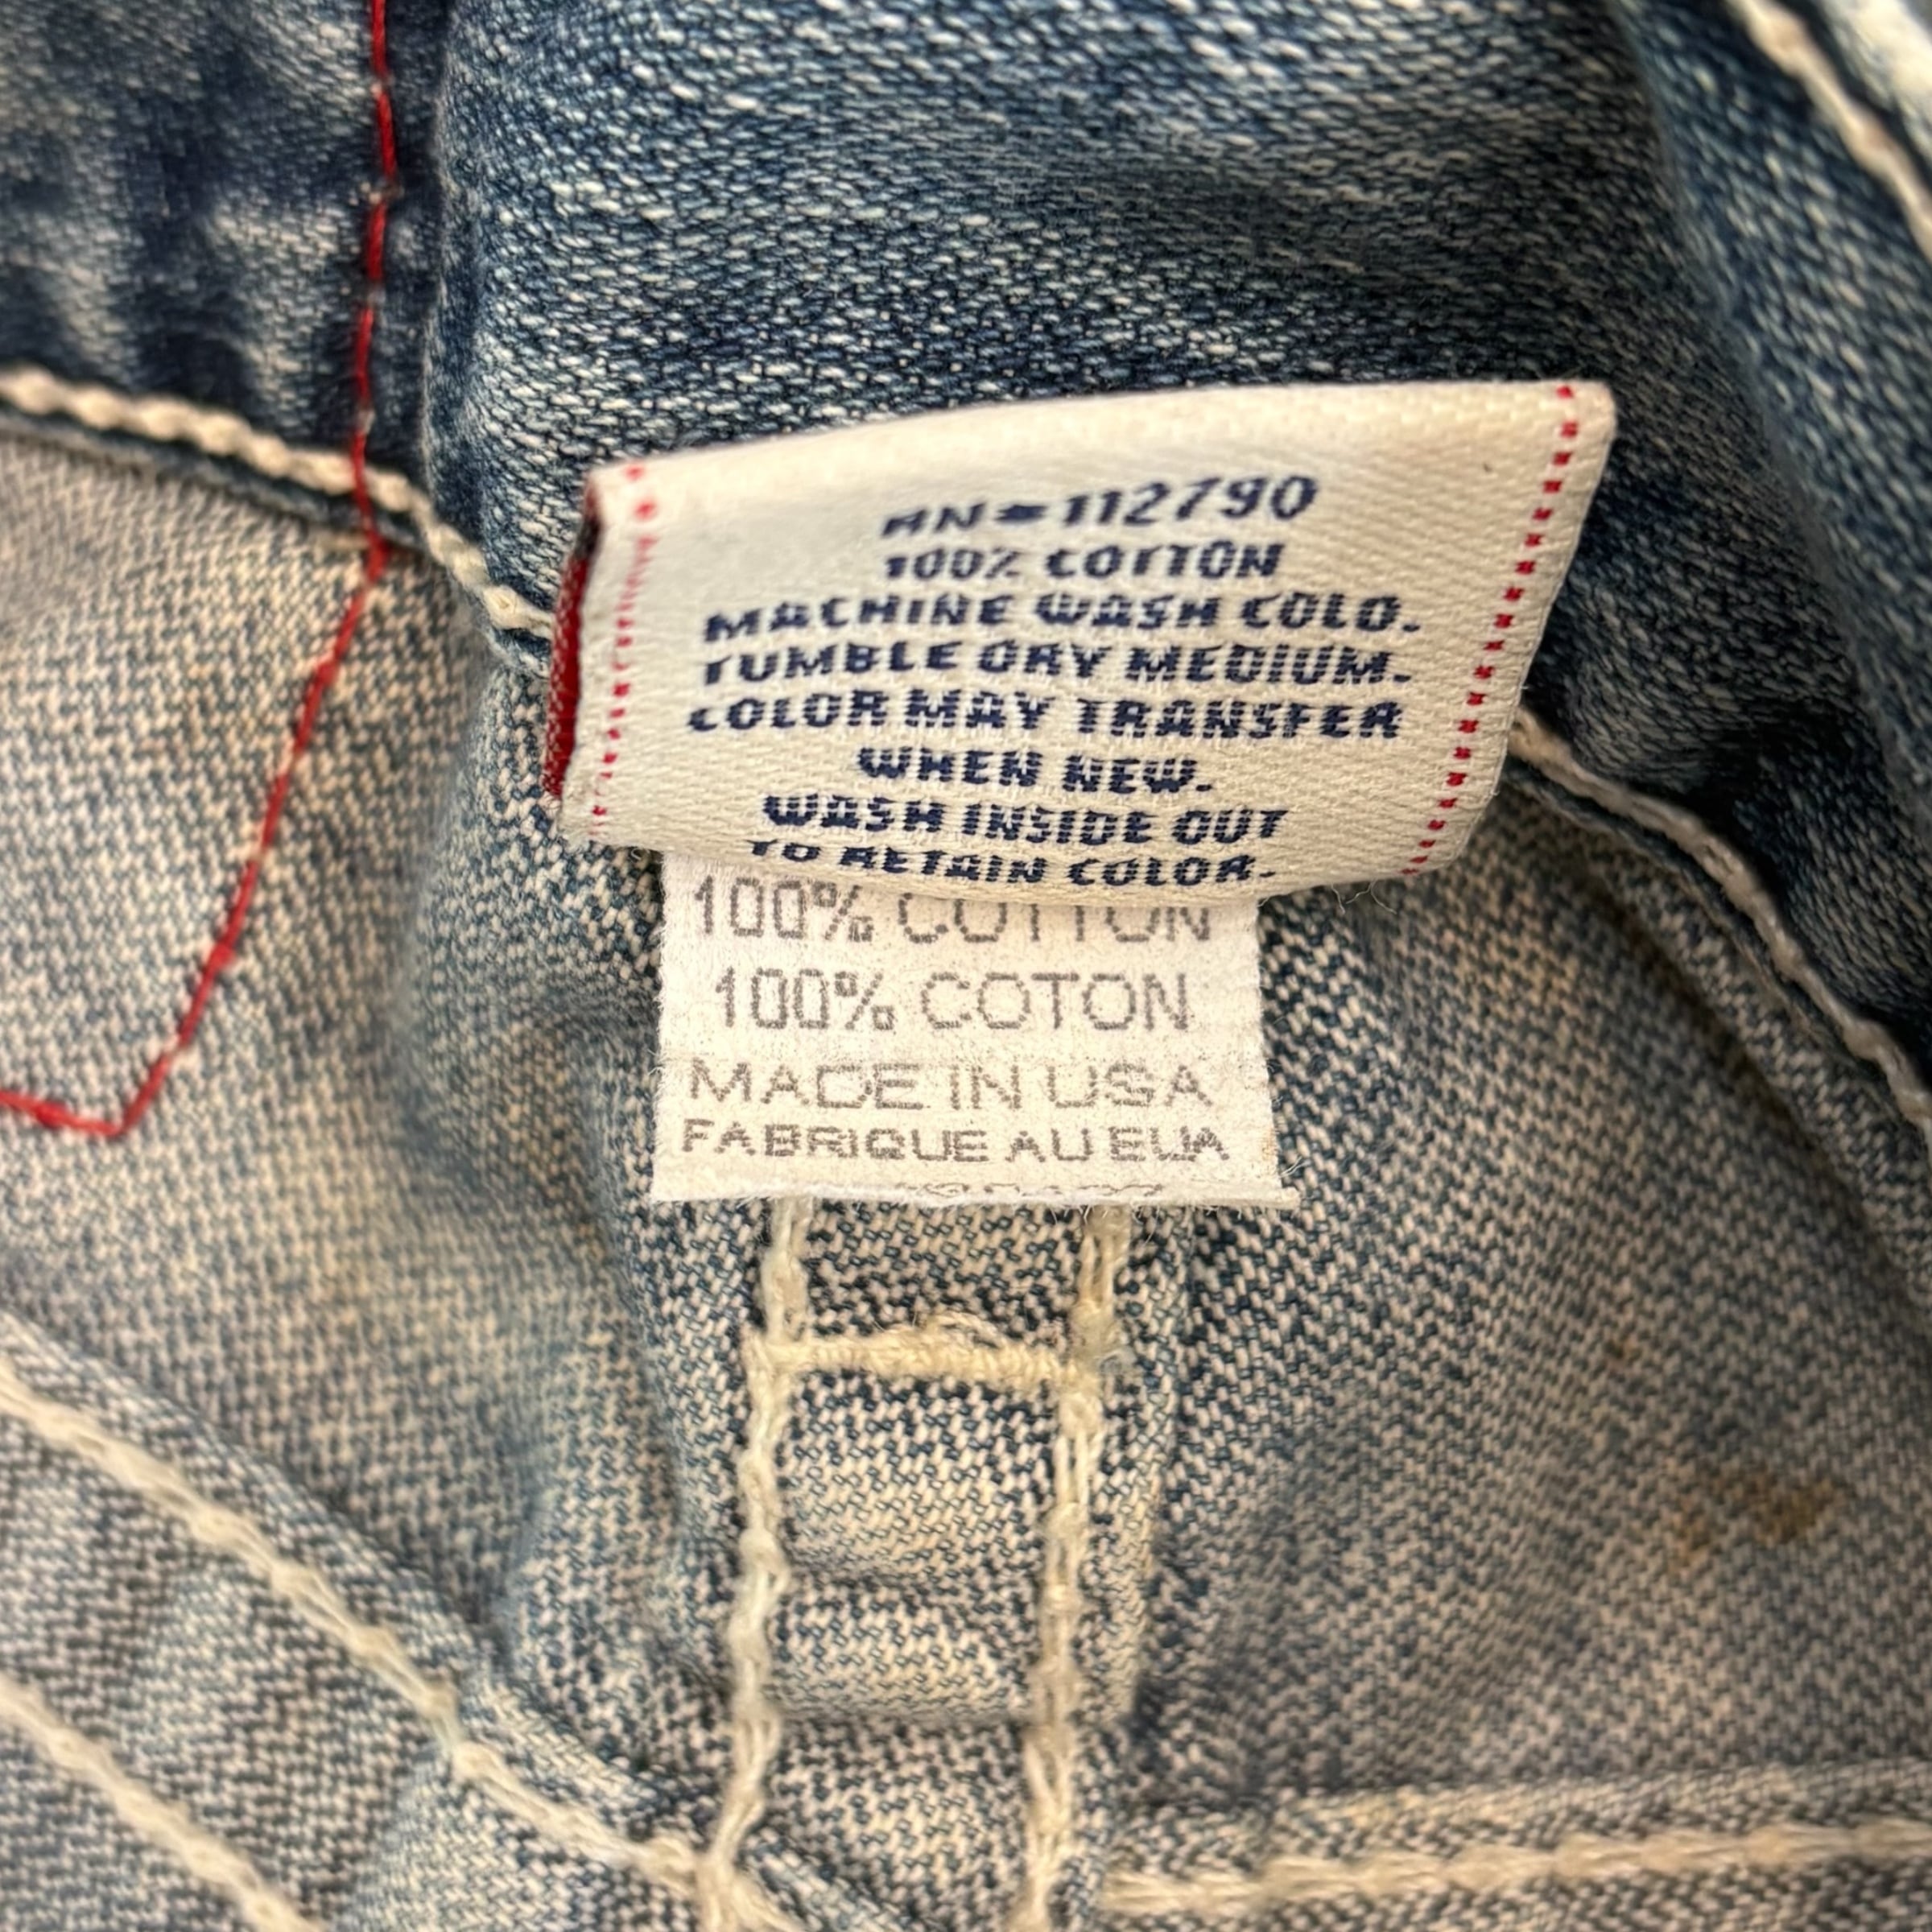 RN=112790
100% COTTON
MACHINE WASH COLD.
TUMBLE DRY MEDIUM.
COLOR MAY TRANSFER
WHEN NEW.
WASH INSIDE OUT
TO RETAIN COLOR.
100% COTTON
100% COTON
MADE IN USA
FABRIQUE AU EUA